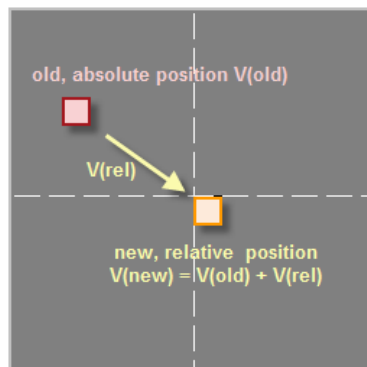 old, absolute position V(old)
V(rel)
new, relative position
V(new) = V(old) + V(rel)